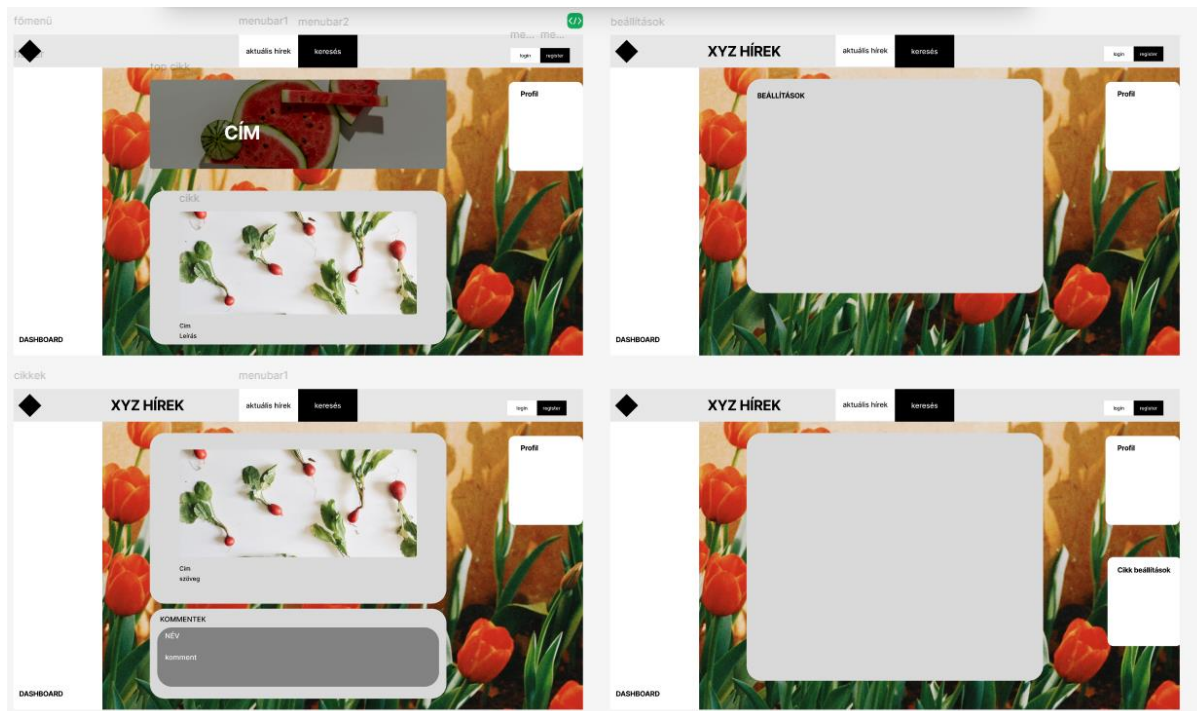 főmenü
menubar1 menubar2
me... me...
aktuális hírek
keresés
login
register
top cikk
CÍM
Profil
cikk
Cím
Leírás
DASHBOARD
beállítások
XYZ HÍREK
aktuális hírek
keresés
login
register
BEÁLLÍTÁSOK
Profil
DASHBOARD
cikkek
menubar1
XYZ HÍREK
aktuális hírek
keresés
login
register
Profil
Cím
szöveg
KOMMENTEK
NÉV
komment
DASHBOARD
XYZ HÍREK
aktuális hírek
keresés
login
register
Profil
Cikk beállítások
DASHBOARD